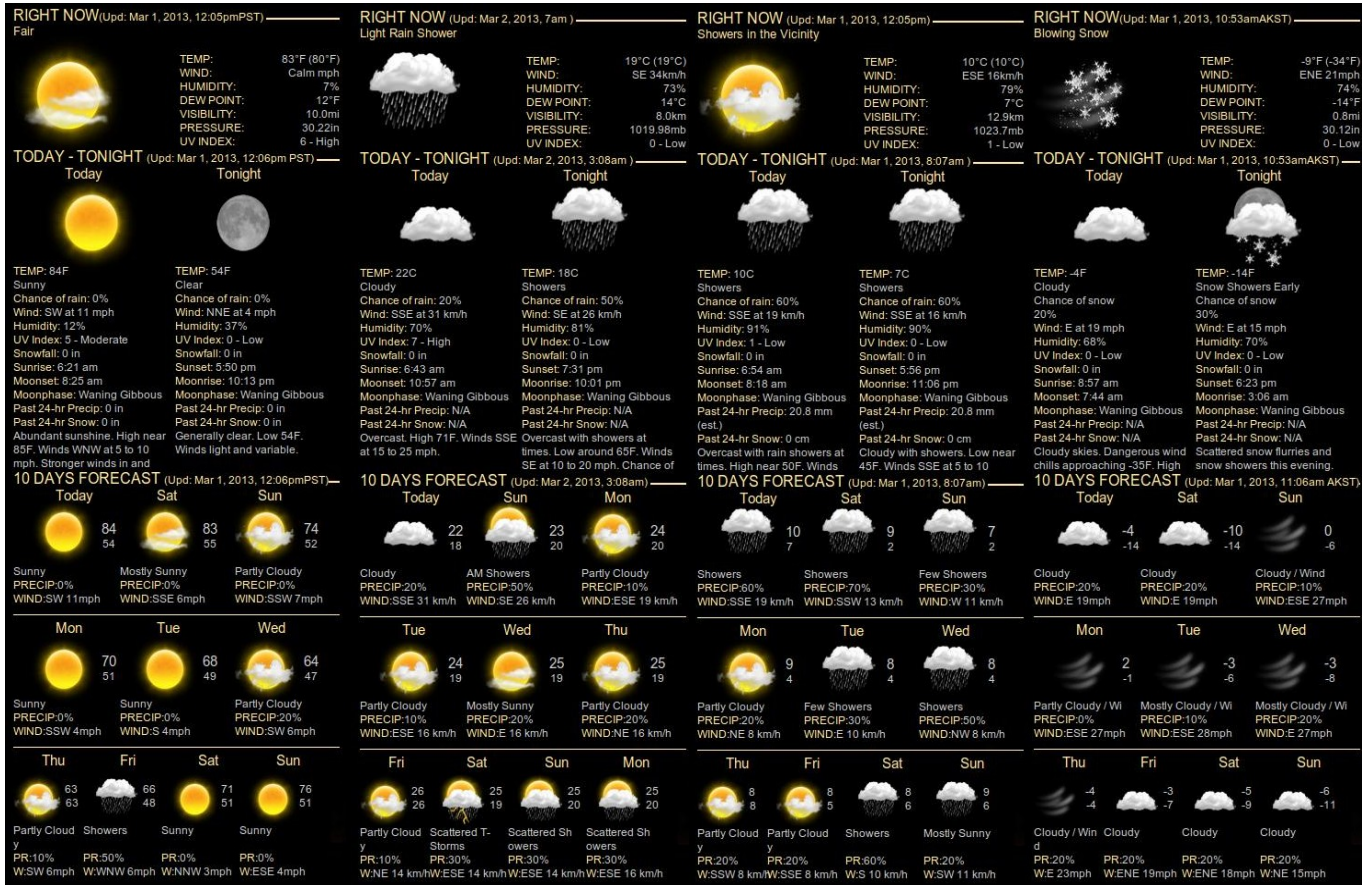 RIGHT NOW(Upd: Mar 1, 2013, 12:05pmPST)
Fair
TEMP: 83°F (80°F)
WIND: Calm mph
HUMIDITY: 7%
DEW POINT: 12°F
VISIBILITY: 10.0mi
PRESSURE: 30.22in
UV INDEX: 6 - High
TODAY - TONIGHT (Upd: Mar 1, 2013, 12:06pm PST)
Today
TEMP: 84F
Sunny
Chance of rain: 0%
Wind: SW at 11 mph
Humidity: 12%
UV Index: 5 - Moderate
Snowfall: 0 in
Sunrise: 6:21 am
Moonset: 8:25 am
Moonphase: Waning Gibbous
Past 24-hr Precip: 0 in
Past 24-hr Snow: 0 in
Abundant sunshine. High near
85F. Winds WNW at 5 to 10
mph. Stronger winds in and
Tonight
TEMP: 54F
Clear
Chance of rain: 0%
Wind: NNE at 4 mph
Humidity: 37%
UV Index: 0 - Low
Snowfall: 0 in
Sunset: 5:50 pm
Moonrise: 10:13 pm
Moonphase: Waning Gibbous
Past 24-hr Precip: 0 in
Past 24-hr Snow: 0 in
Generally clear. Low 54F.
Winds light and variable.
10 DAYS FORECAST (Upd: Mar 1, 2013, 12:06pmPST)
Today Sat Sun
84 83 74
54 55 52
Sunny Mostly Sunny Partly Cloudy
PRECIP:0% PRECIP:0% PRECIP:0%
WIND:SW 11mph WIND:SSE 6mph WIND:SSW 7mph
Mon Tue Wed
70 68 64
51 49 47
Sunny Sunny Partly Cloudy
PRECIP:0% PRECIP:0% PRECIP:20%
WIND:SSW 4mph WIND:S 4mph WIND:SW 6mph
Thu Fri Sat Sun
63 66 71 76
63 48 51 51
Partly Cloud Showers Sunny Sunny
y
PR:10% PR:50% PR:0% PR:0%
W:SW 6mph W:WNW 6mph W:NNW 3mph W:ESE 4mph
RIGHT NOW (Upd: Mar 2, 2013, 7am )
Light Rain Shower
TEMP: 19°C (19°C)
WIND: SE 34km/h
HUMIDITY: 73%
DEW POINT: 14°C
VISIBILITY: 8.0km
PRESSURE: 1019.98mb
UV INDEX: 0 - Low
TODAY - TONIGHT (Upd: Mar 2, 2013, 3:08am )
Today
TEMP: 22C
Cloudy
Chance of rain: 20%
Wind: SSE at 31 km/h
Humidity: 70%
UV Index: 7 - High
Snowfall: 0 in
Sunrise: 6:43 am
Moonset: 10:57 am
Moonphase: Waning Gibbous
Past 24-hr Precip: N/A
Past 24-hr Snow: N/A
Overcast. High 71F. Winds SSE
at 15 to 25 mph.
Tonight
TEMP: 18C
Showers
Chance of rain: 50%
Wind: SE at 26 km/h
Humidity: 81%
UV Index: 0 - Low
Snowfall: 0 in
Sunset: 7:31 pm
Moonrise: 10:01 pm
Moonphase: Waning Gibbous
Past 24-hr Precip: N/A
Past 24-hr Snow: N/A
Overcast with showers at
times. Low around 65F. Winds
SE at 10 to 20 mph. Chance of
10 DAYS FORECAST (Upd: Mar 2, 2013, 3:08am)
Today Sun Mon
22 23 24
18 20 20
Cloudy AM Showers Partly Cloudy
PRECIP:20% PRECIP:50% PRECIP:10%
WIND:SSE 31 km/h WIND:SE 26 km/h WIND:ESE 19 km/h
Tue Wed Thu
24 25 25
19 19 19
Partly Cloudy Mostly Sunny Partly Cloudy
PRECIP:10% PRECIP:20% PRECIP:20%
WIND:ESE 16 km/h WIND:E 16 km/h WIND:NE 16 km/h
Fri Sat Sun Mon
26 25 25 25
26 19 20 20
Partly Cloud Scattered T- Scattered Sh Scattered Sh
y Storms owers owers
PR:10% PR:30% PR:30% PR:30%
W:NE 14 km/h W:ESE 14 km/h W:ESE 14 km/h W:ESE 16 km/h
RIGHT NOW (Upd: Mar 1, 2013, 12:05pm)
Showers in the Vicinity
TEMP: 10°C (10°C)
WIND: ESE 16km/h
HUMIDITY: 79%
DEW POINT: 7°C
VISIBILITY: 12.9km
PRESSURE: 1023.7mb
UV INDEX: 1 - Low
TODAY - TONIGHT (Upd: Mar 1, 2013, 8:07am )
Today
TEMP: 10C
Showers
Chance of rain: 60%
Wind: SSE at 19 km/h
Humidity: 91%
UV Index: 1 - Low
Snowfall: 0 in
Sunrise: 6:54 am
Moonset: 8:18 am
Moonphase: Waning Gibbous
Past 24-hr Precip: 20.8 mm
(est.)
Past 24-hr Snow: 0 cm
Overcast with rain showers at
times. High near 50F. Winds
Tonight
TEMP: 7C
Showers
Chance of rain: 60%
Wind: SSE at 16 km/h
Humidity: 90%
UV Index: 0 - Low
Snowfall: 0 in
Sunset: 5:56 pm
Moonrise: 11:06 pm
Moonphase: Waning Gibbous
Past 24-hr Precip: 20.8 mm
(est.)
Past 24-hr Snow: 0 cm
Cloudy with showers. Low near
45F. Winds SSE at 5 to 10
10 DAYS FORECAST (Upd: Mar 1, 2013, 8:07am)
Today Sat Sun
10 9 7
7 2 2
Showers Showers Few Showers
PRECIP:60% PRECIP:70% PRECIP:30%
WIND:SSE 19 km/h WIND:SSW 13 km/h WIND:W 11 km/h
Mon Tue Wed
9 8 8
4 4 4
Partly Cloudy Few Showers Showers
PRECIP:20% PRECIP:30% PRECIP:50%
WIND:NE 8 km/h WIND:E 10 km/h WIND:NW 8 km/h
Thu Fri Sat Sun
8 8 8 9
8 5 6 6
Partly Cloud Partly Cloud Showers Mostly Sunny
y y
PR:20% PR:20% PR:60% PR:20%
W:SSW 8 km/h W:SSE 8 km/h W:S 10 km/h W:SW 11 km/h
RIGHT NOW(Upd: Mar 1, 2013, 10:53amAKST)
Blowing Snow
TEMP: -9°F (-34°F)
WIND: ENE 21mph
HUMIDITY: 74%
DEW POINT: -14°F
VISIBILITY: 0.8mi
PRESSURE: 30.12in
UV INDEX: 0 - Low
TODAY - TONIGHT (Upd: Mar 1, 2013, 10:53amAKST)
Today
TEMP: -4F
Cloudy
Chance of snow
20%
Wind: E at 19 mph
Humidity: 68%
UV Index: 0 - Low
Snowfall: 0 in
Sunrise: 8:57 am
Moonset: 7:44 am
Moonphase: Waning Gibbous
Past 24-hr Precip: N/A
Past 24-hr Snow: N/A
Cloudy skies. Dangerous wind
chills approaching -35F. High
Tonight
TEMP: -14F
Snow Showers Early
Chance of snow
30%
Wind: E at 15 mph
Humidity: 70%
UV Index: 0 - Low
Snowfall: 0 in
Sunset: 6:23 pm
Moonrise: 3:06 am
Moonphase: Waning Gibbous
Past 24-hr Precip: N/A
Past 24-hr Snow: N/A
Scattered snow flurries and
snow showers this evening.
10 DAYS FORECAST (Upd: Mar 1, 2013, 11:06am AKST)
Today Sat Sun
-4 -10 0
-14 -14 -6
Cloudy Cloudy Cloudy / Wind
PRECIP:20% PRECIP:20% PRECIP:10%
WIND:E 19mph WIND:E 19mph WIND:ESE 27mph
Mon Tue Wed
2 -3 -3
-1 -6 -8
Partly Cloudy / Wi Mostly Cloudy / Wi Mostly Cloudy / Wi
PRECIP:0% PRECIP:10% PRECIP:20%
WIND:ESE 27mph WIND:ESE 28mph WIND:E 27mph
Thu Fri Sat Sun
-4 -3 -5 -6
-4 -7 -9 -11
Cloudy / Win Cloudy Cloudy Cloudy
d
PR:20% PR:20% PR:20% PR:20%
W:E 23mph W:ENE 19mph W:ENE 18mph W:NE 15mph